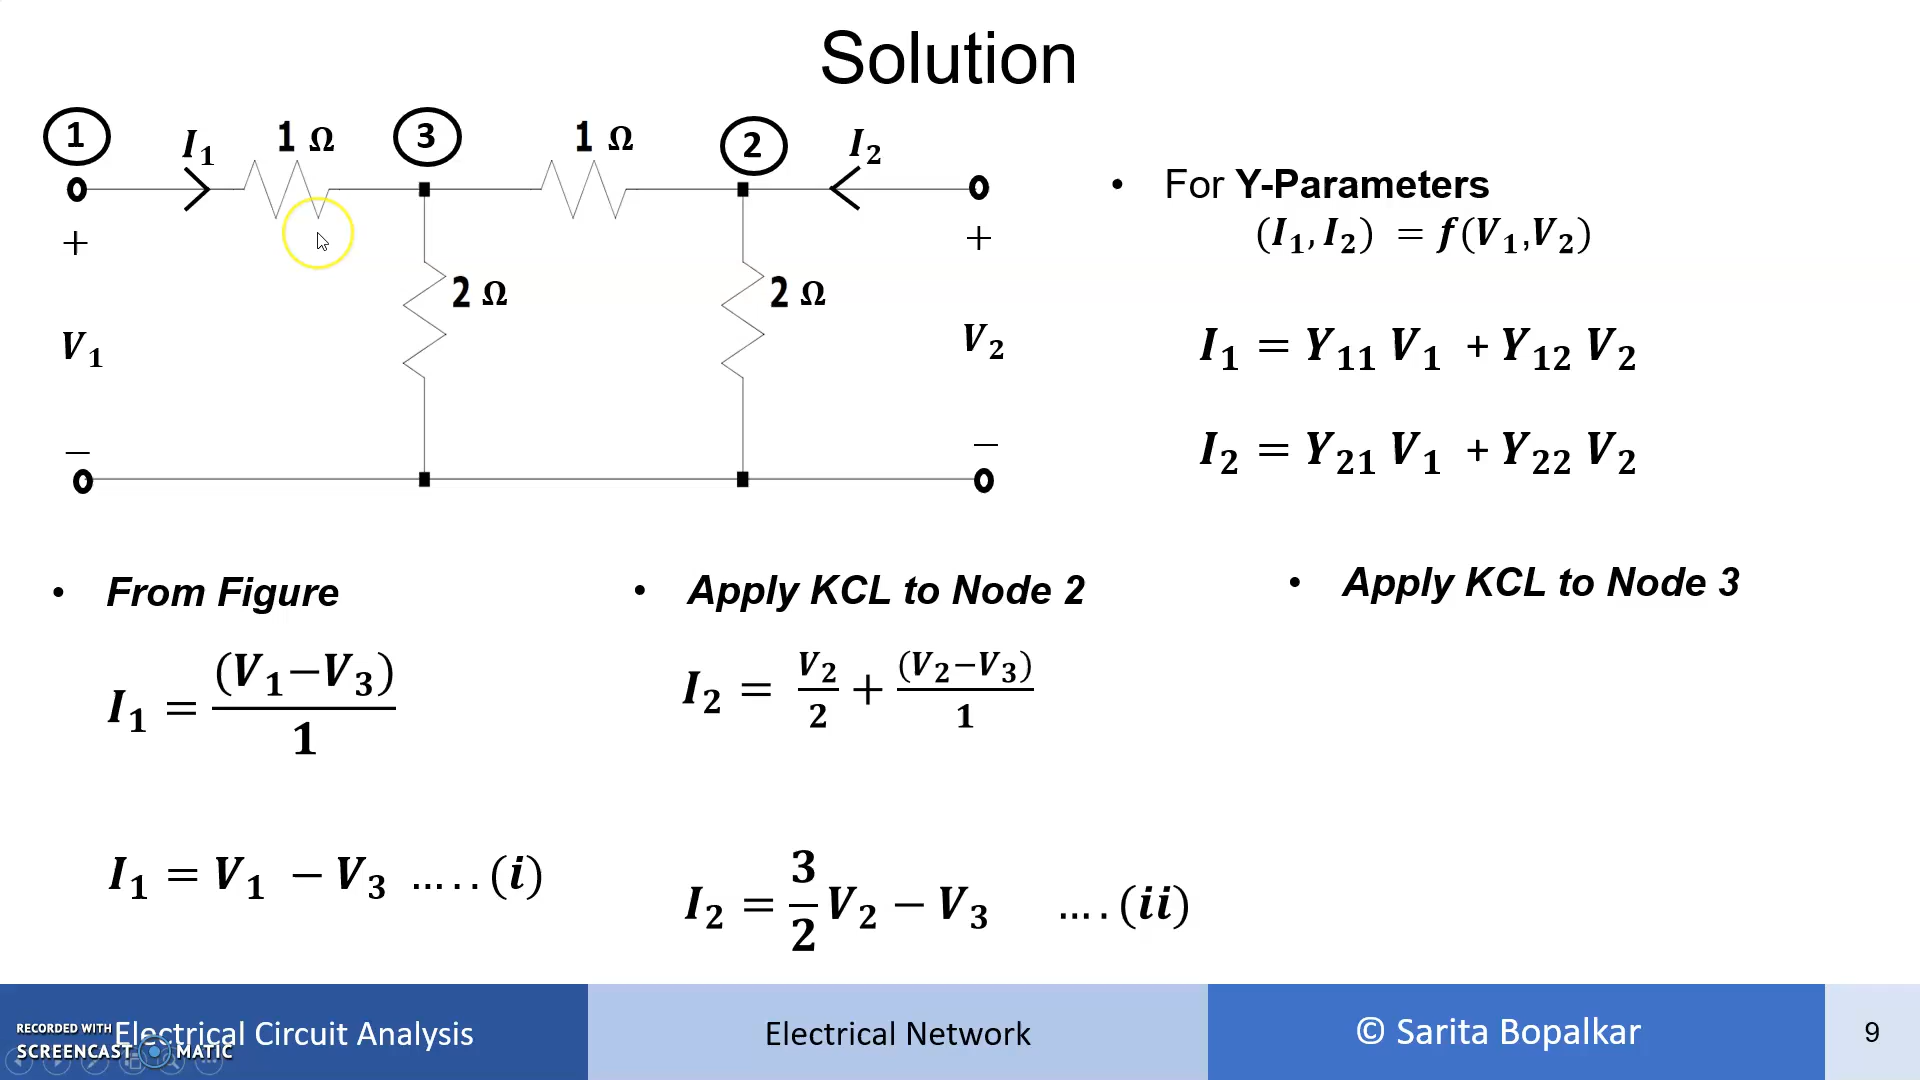 Solution
1 I₁ 1 Ω 3 1 Ω 2 I₂
+ +
2 Ω 2 Ω
V₁ V₂
− −
• For Y-Parameters
(I₁, I₂) = f(V₁,V₂)
I₁ = Y₁₁ V₁ + Y₁₂ V₂
I₂ = Y₂₁ V₁ + Y₂₂ V₂
• From Figure
I₁ = (V₁−V₃)/1
I₁ = V₁ − V₃ ….. (i)
• Apply KCL to Node 2
I₂ = V₂/2 + (V₂−V₃)/1
I₂ = 3/2 V₂ − V₃ …. (ii)
• Apply KCL to Node 3
Electrical Circuit Analysis
RECORDED WITH
SCREENCAST MATIC
Electrical Network
© Sarita Bopalkar
9